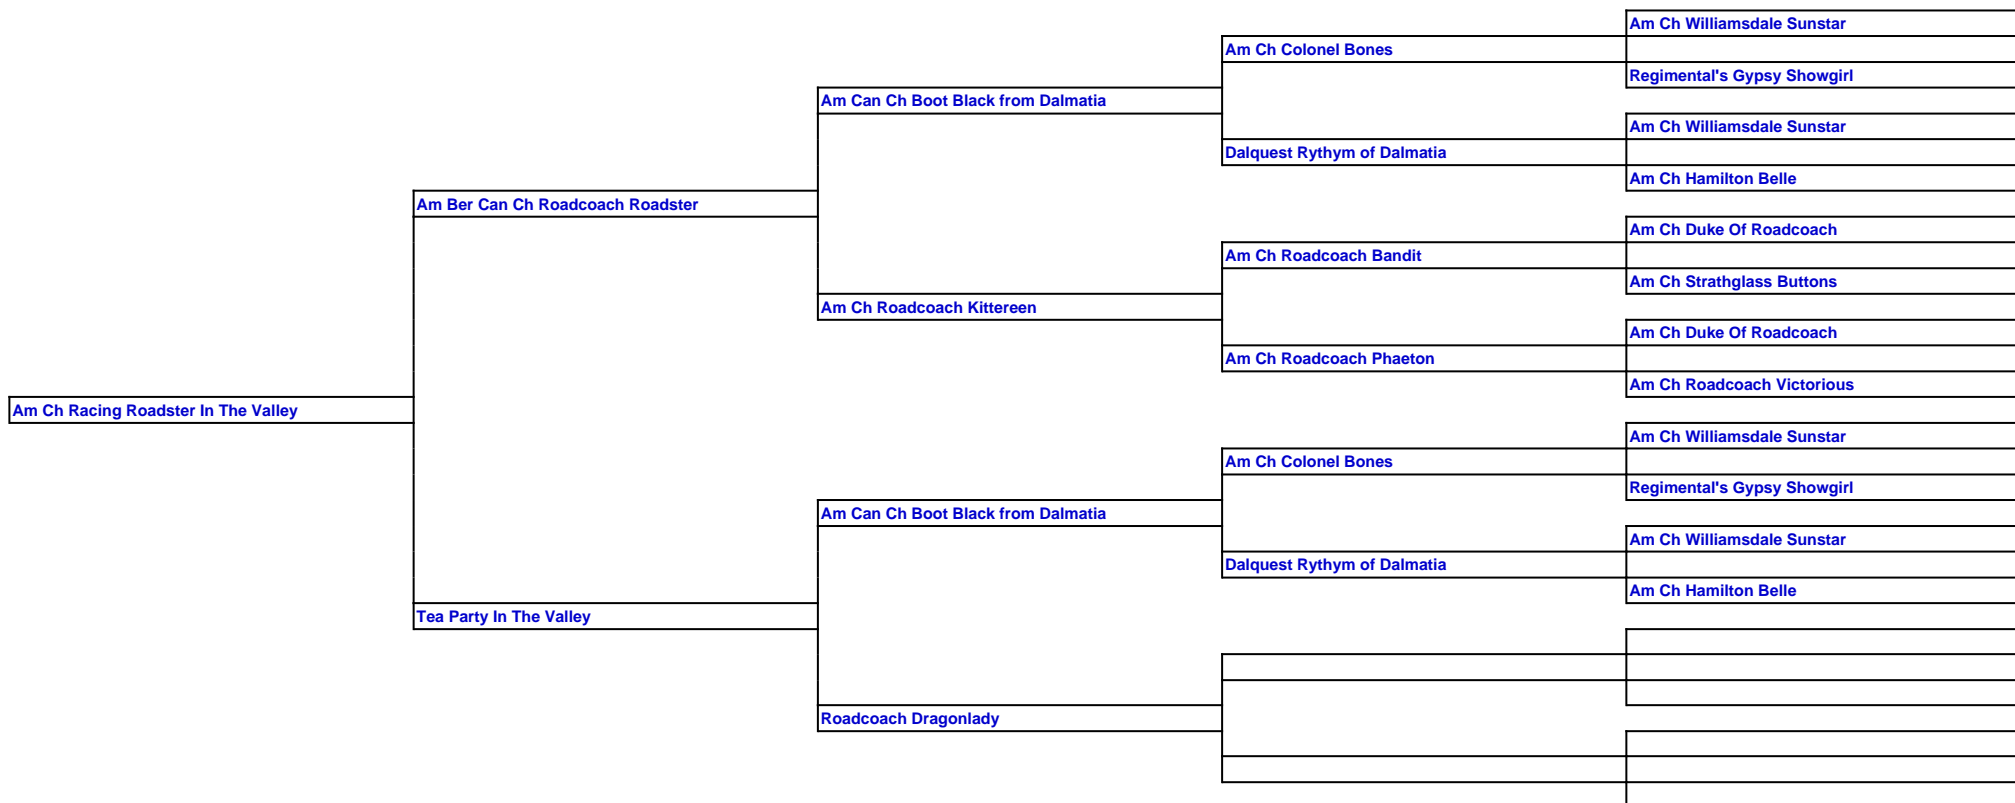 Am Ch Williamsdale Sunstar
Am Ch Colonel Bones
Regimental's Gypsy Showgirl
Am Can Ch Boot Black from Dalmatia
Am Ch Williamsdale Sunstar
Dalquest Rythym of Dalmatia
Am Ch Hamilton Belle
Am Ber Can Ch Roadcoach Roadster
Am Ch Duke Of Roadcoach
Am Ch Roadcoach Bandit
Am Ch Strathglass Buttons
Am Ch Roadcoach Kittereen
Am Ch Duke Of Roadcoach
Am Ch Roadcoach Phaeton
Am Ch Roadcoach Victorious
Am Ch Racing Roadster In The Valley
Am Ch Williamsdale Sunstar
Am Ch Colonel Bones
Regimental's Gypsy Showgirl
Am Can Ch Boot Black from Dalmatia
Am Ch Williamsdale Sunstar
Dalquest Rythym of Dalmatia
Am Ch Hamilton Belle
Tea Party In The Valley
Roadcoach Dragonlady